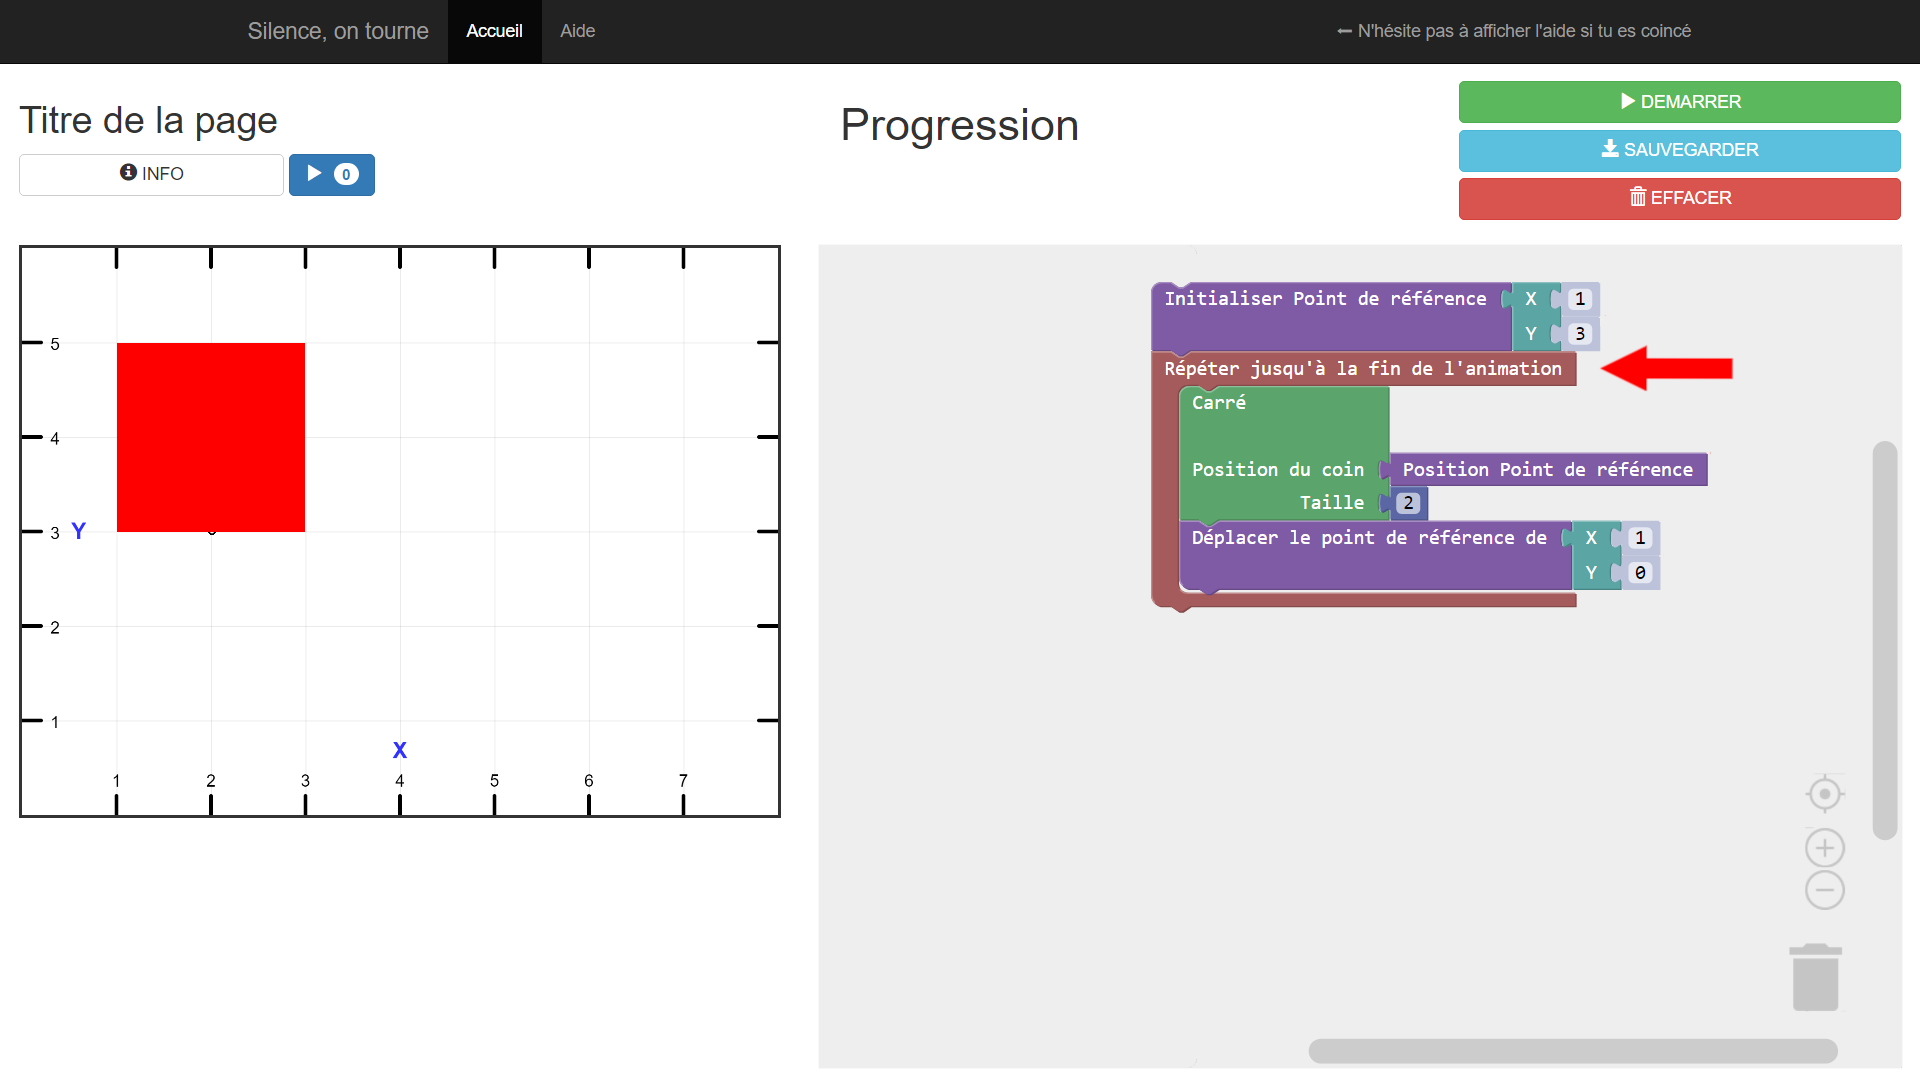 Silence, on tourne
Accueil
Aide
N'hésite pas à afficher l'aide si tu es coincé
Titre de la page
INFO
0
Progression
DEMARRER
SAUVEGARDER
EFFACER
5
4
3
Y
2
1
X
1 2 3 4 5 6 7
Initialiser Point de référence X 1
Y 3
Répéter jusqu'à la fin de l'animation
Carré
Position du coin Position Point de référence
Taille 2
Déplacer le point de référence de X 1
Y 0